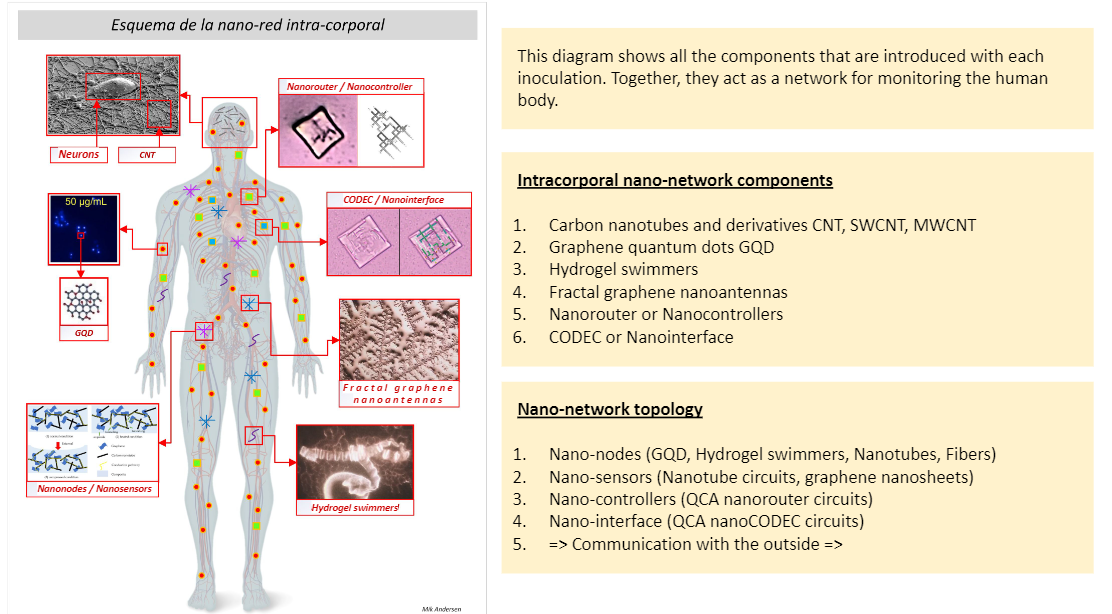 Esquema de la nano-red intra-corporal
Neurons
CNT
Nanorouter / Nanocontroller
CODEC / Nanointerface
50 µg/mL
GQD
Fractal graphene
nanoantennas
Nanonodes / Nanosensors
Hydrogel swimmers
Mik Andersen
This diagram shows all the components that are introduced with each
inoculation. Together, they act as a network for monitoring the human
body.
Intracorporal nano-network components
1. Carbon nanotubes and derivatives CNT, SWCNT, MWCNT
2. Graphene quantum dots GQD
3. Hydrogel swimmers
4. Fractal graphene nanoantennas
5. Nanorouter or Nanocontrollers
6. CODEC or Nanointerface
Nano-network topology
1. Nano-nodes (GQD, Hydrogel swimmers, Nanotubes, Fibers)
2. Nano-sensors (Nanotube circuits, graphene nanosheets)
3. Nano-controllers (QCA nanorouter circuits)
4. Nano-interface (QCA nanoCODEC circuits)
5. => Communication with the outside =>